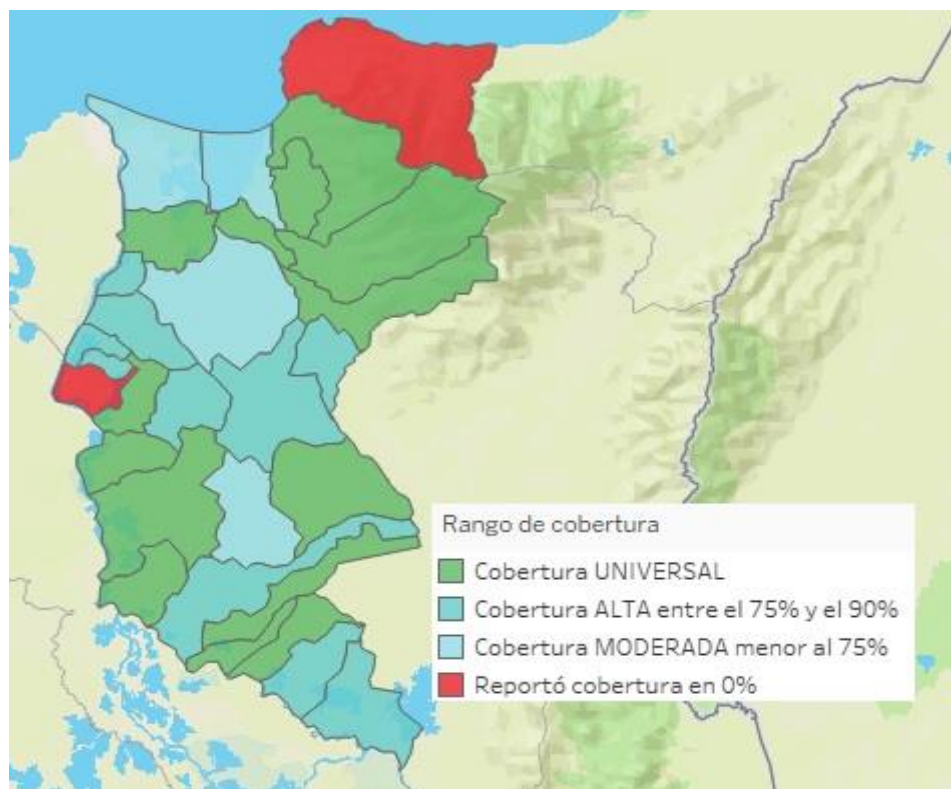 Rango de cobertura
Cobertura UNIVERSAL
Cobertura ALTA entre el 75% y el 90%
Cobertura MODERADA menor al 75%
Reportó cobertura en 0%